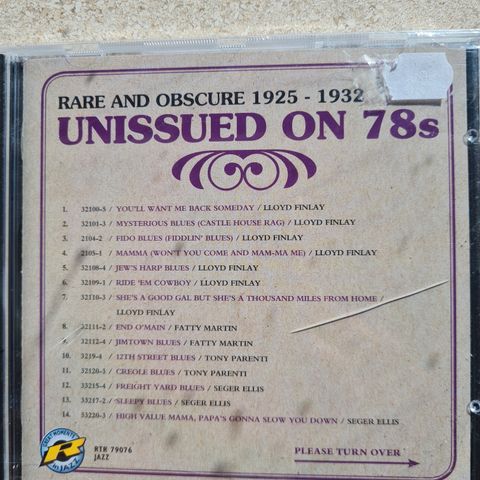 RARE AND OBSCURE 1925 - 1932
UNISSUED ON 78s
1. 32100-5 / YOU'LL WANT ME BACK SOMEDAY / LLOYD FINLAY
2. 32101-3 / MYSTERIOUS BLUES (CASTLE HOUSE RAG) / LLOYD FINLAY
3. 2104-2 / FIDO BLUES (FIDDLIN' BLUES) / LLOYD FINLAY
4. 2105-1 / MAMMA (WON'T YOU COME AND MAM-MA ME) / LLOYD FINLAY
5. 32108-4 / JEW'S HARP BLUES / LLOYD FINLAY
6. 32109-1 / RIDE 'EM COWBOY / LLOYD FINLAY
7. 32110-3 / SHE'S A GOOD GAL BUT SHE'S A THOUSAND MILES FROM HOME /
LLOYD FINLAY
8. 32111-2 / END O'MAIN / FATTY MARTIN
9. 32112-4 / JIMTOWN BLUES / FATTY MARTIN
10. 3219-4 / 12TH STREET BLUES / TONY PARENTI
11. 32120-1 / CREOLE BLUES / TONY PARENTI
12. 33215-4 / FREIGHT YARD BLUES / SEGER ELLIS
13. 33217-2 / SLEEPY BLUES / SEGER ELLIS
14. 33220-3 / HIGH VALUE MAMA, PAPA'S GONNA SLOW YOU DOWN / SEGER ELLIS
GREAT MOMENTS
R
IN JAZZ
RTR 79076
JAZZ
PLEASE TURN OVER